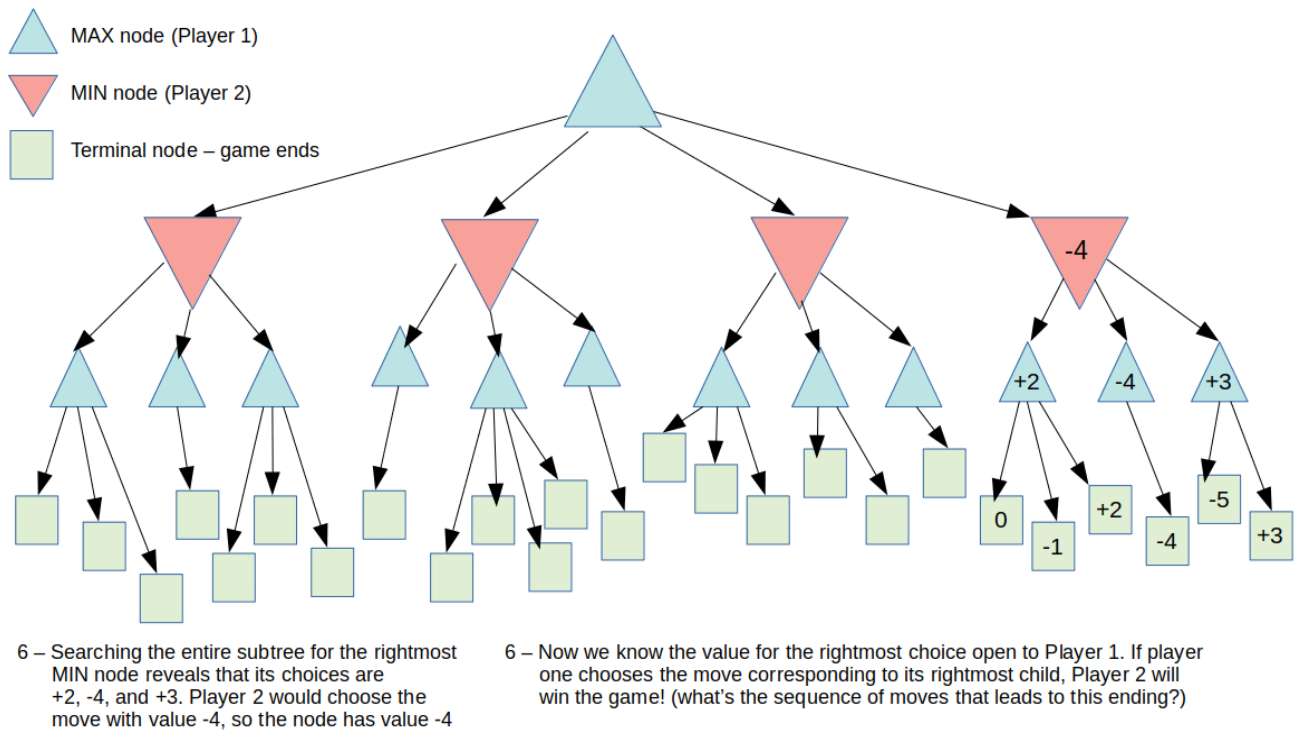 MAX node (Player 1)
MIN node (Player 2)
Terminal node – game ends
-4
+2
-4
+3
0
-1
+2
-4
-5
+3
6 – Searching the entire subtree for the rightmost
MIN node reveals that its choices are
+2, -4, and +3. Player 2 would choose the
move with value -4, so the node has value -4
6 – Now we know the value for the rightmost choice open to Player 1. If player
one chooses the move corresponding to its rightmost child, Player 2 will
win the game! (what's the sequence of moves that leads to this ending?)